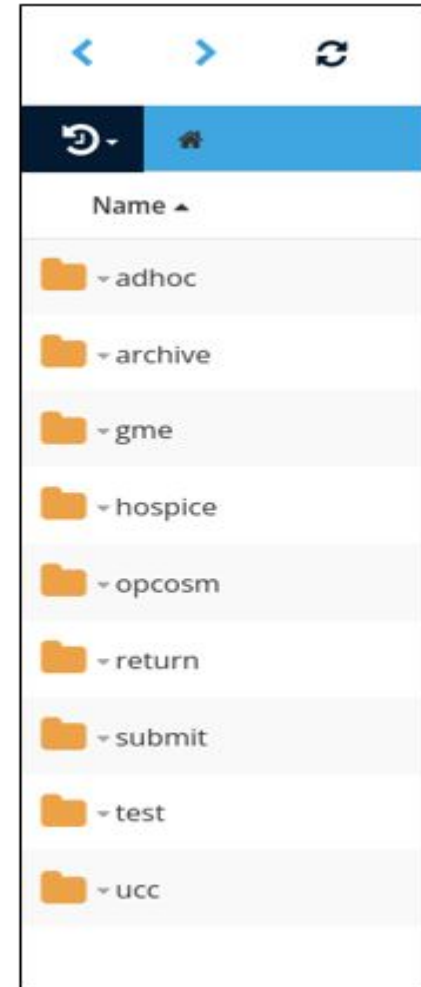 Name
adhoc
archive
gme
hospice
opcosm
return
submit
test
ucc